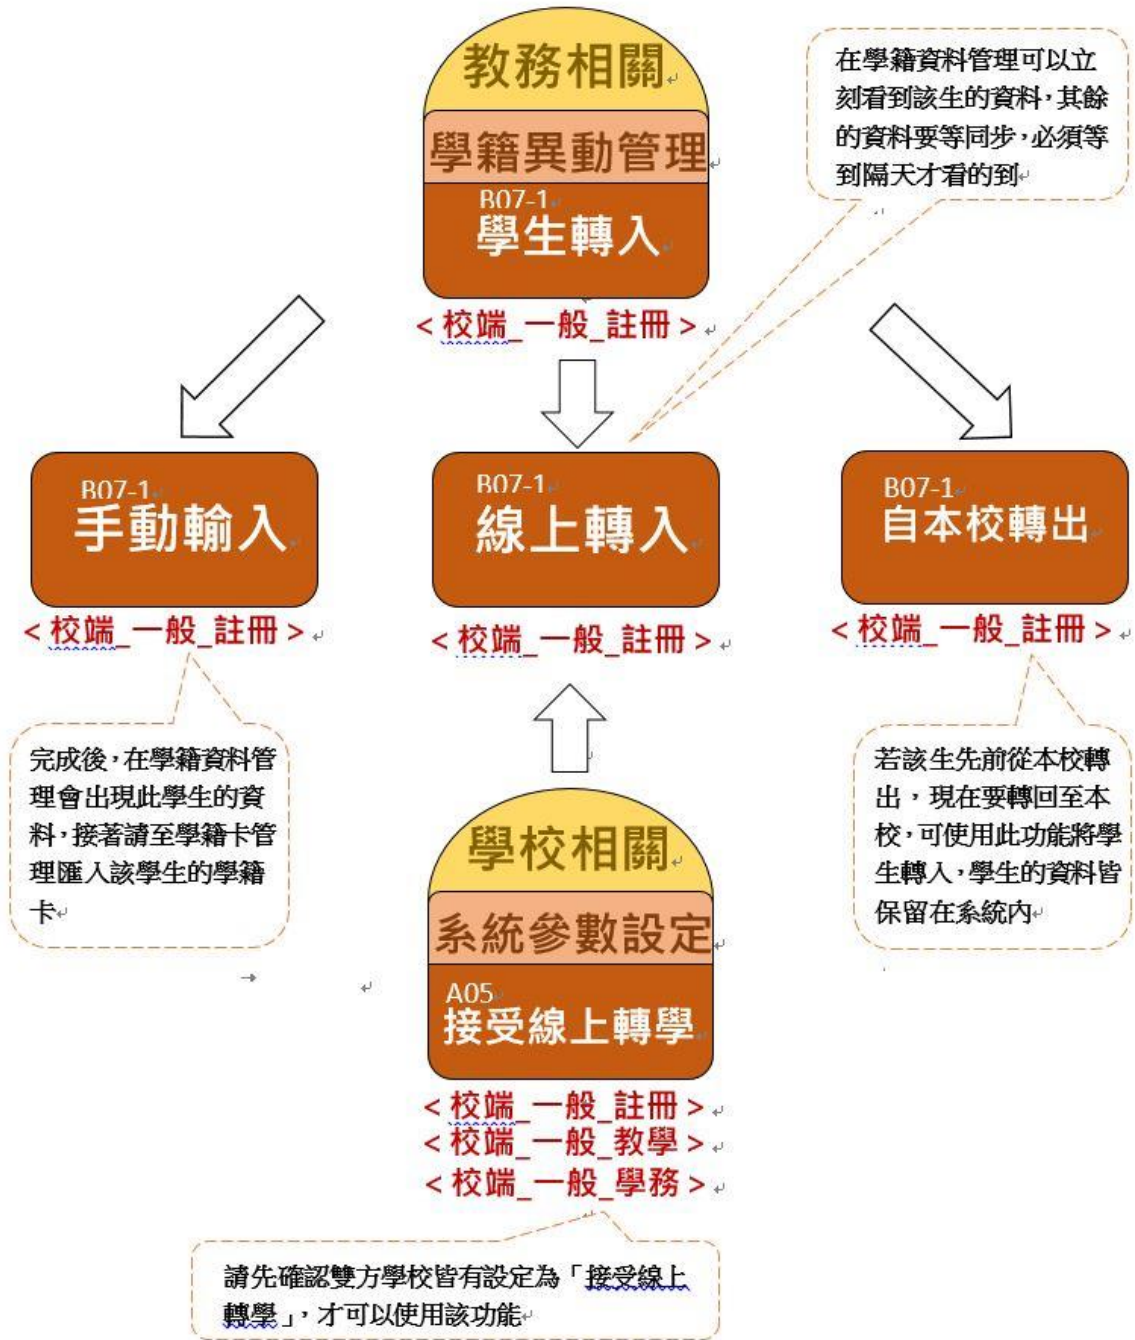 教務相關
學籍異動管理
B07-1
學生轉入
<校端_一般_註冊>
在學籍資料管理可以立
刻看到該生的資料，其餘
的資料要等同步，必須等
到隔天才看的到
B07-1
手動輸入
<校端_一般_註冊>
B07-1
線上轉入
<校端_一般_註冊>
B07-1
自本校轉出
<校端_一般_註冊>
完成後，在學籍資料管
理會出現此學生的資
料，接著請至學籍卡管
理匯入該學生的學籍
卡
若該生先前從本校轉
出，現在要轉回至本
校，可使用此功能將學
生轉入，學生的資料皆
保留在系統內
學校相關
系統參數設定
A05
接受線上轉學
<校端_一般_註冊>
<校端_一般_教學>
<校端_一般_學務>
請先確認雙方學校皆有設定為「接受線上
轉學」，才可以使用該功能